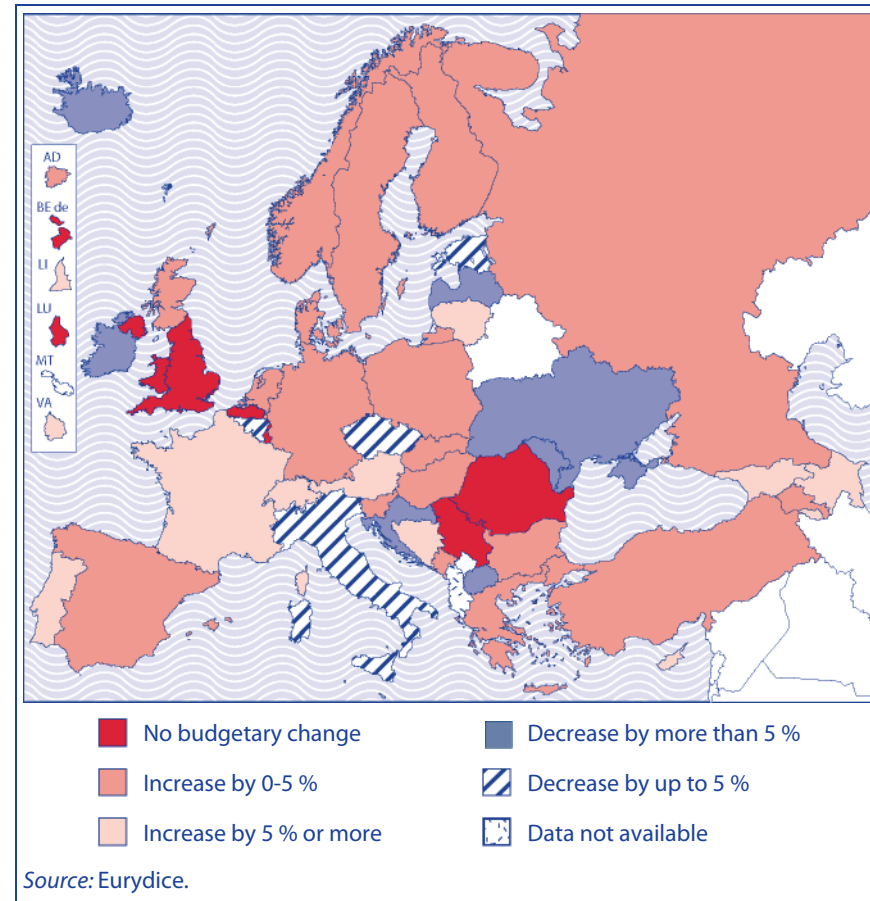 AD
BE de
LI
LU
MT
VA
No budgetary change
Increase by 0-5 %
Increase by 5 % or more
Decrease by more than 5 %
Decrease by up to 5 %
Data not available
Source: Eurydice.